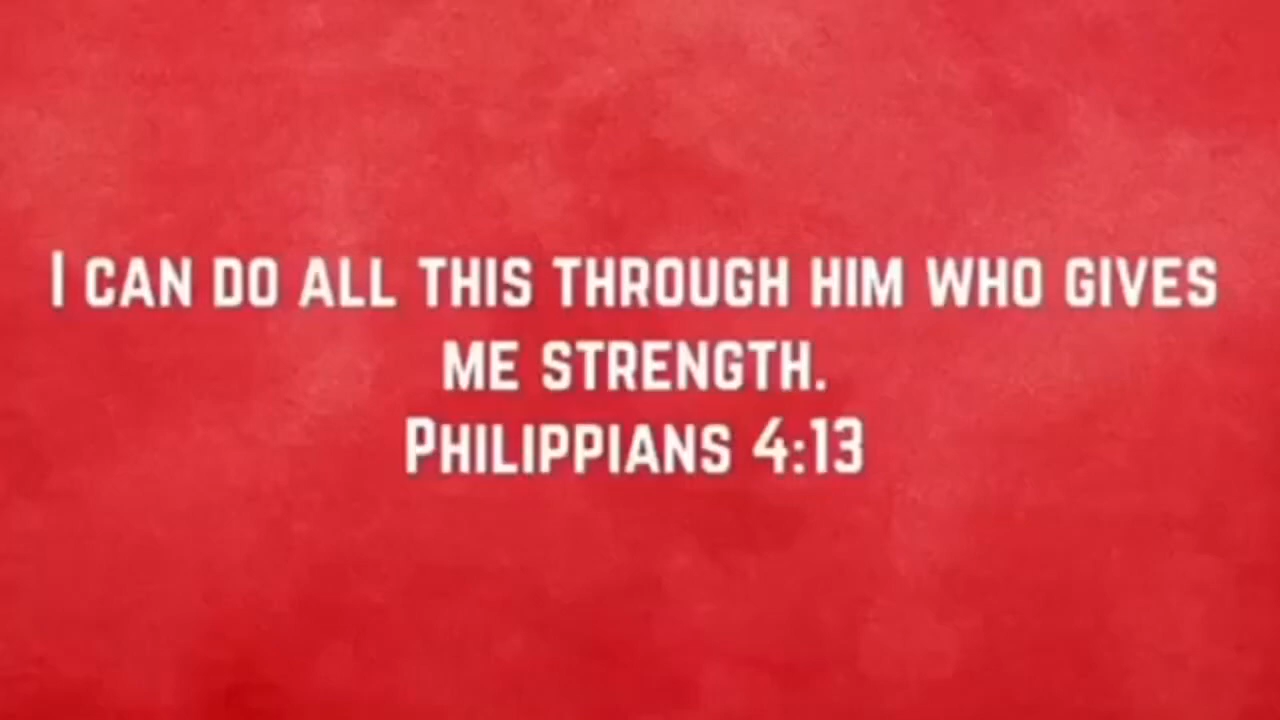 I CAN DO ALL THIS THROUGH HIM WHO GIVES
ME STRENGTH.
PHILIPPIANS 4:13